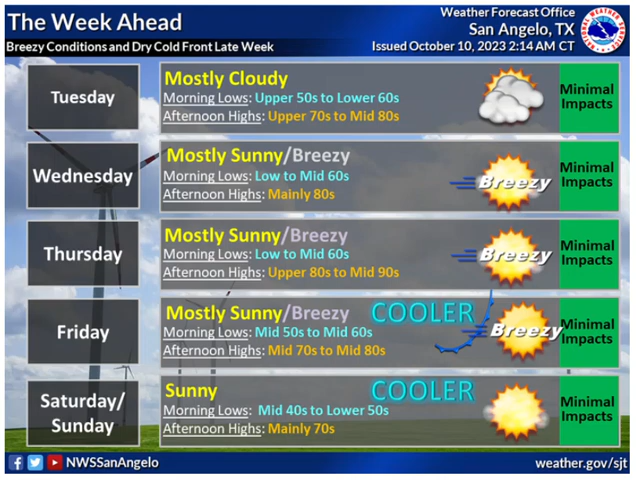 The Week Ahead
Breezy Conditions and Dry Cold Front Late Week
Weather Forecast Office
San Angelo, TX
Issued October 10, 2023 2:14 AM CT
Tuesday
Mostly Cloudy
Morning Lows: Upper 50s to Lower 60s
Afternoon Highs: Upper 70s to Mid 80s
Minimal
Impacts
Wednesday
Mostly Sunny/Breezy
Morning Lows: Low to Mid 60s
Afternoon Highs: Mainly 80s
Breezy
Minimal
Impacts
Thursday
Mostly Sunny/Breezy
Morning Lows: Low to Mid 60s
Afternoon Highs: Upper 80s to Mid 90s
Breezy
Minimal
Impacts
Friday
Mostly Sunny/Breezy
COOLER
Morning Lows: Mid 50s to Mid 60s
Afternoon Highs: Mid 70s to Mid 80s
Breezy
Minimal
Impacts
Saturday/
Sunday
Sunny
COOLER
Morning Lows: Mid 40s to Lower 50s
Afternoon Highs: Mainly 70s
Minimal
Impacts
NWSSanAngelo
weather.gov/sjt